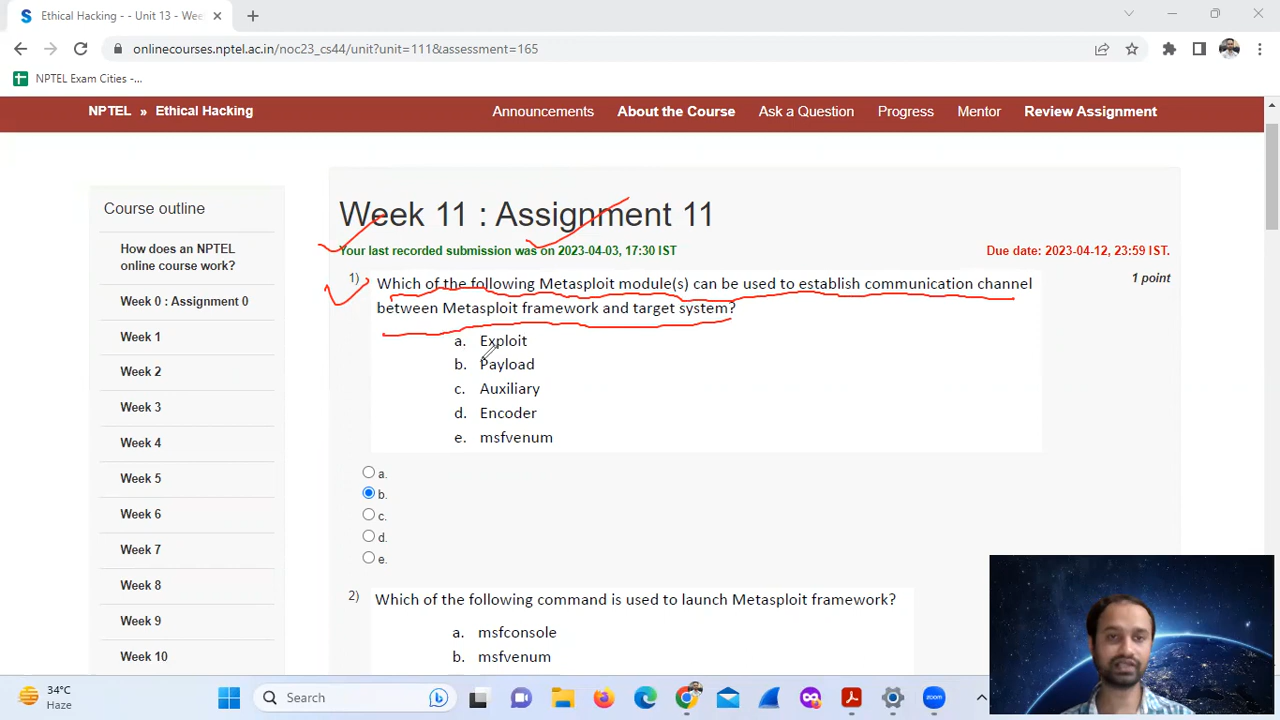 Ethical Hacking - - Unit 13 - Wee
onlinecourses.nptel.ac.in/noc23_cs44/unit?unit=111&assessment=165
NPTEL Exam Cities -...
NPTEL » Ethical Hacking
Announcements About the Course Ask a Question Progress Mentor Review Assignment
Course outline
How does an NPTEL
online course work?
Week 0 : Assignment 0
Week 1
Week 2
Week 3
Week 4
Week 5
Week 6
Week 7
Week 8
Week 9
Week 10
Week 11 : Assignment 11
Your last recorded submission was on 2023-04-03, 17:30 IST Due date: 2023-04-12, 23:59 IST.
1) Which of the following Metasploit module(s) can be used to establish communication channel 1 point
between Metasploit framework and target system?
a. Exploit
b. Payload
c. Auxiliary
d. Encoder
e. msfvenum
a.
b.
c.
d.
e.
2) Which of the following command is used to launch Metasploit framework?
a. msfconsole
b. msfvenum
34°C
Haze
Search
zoom